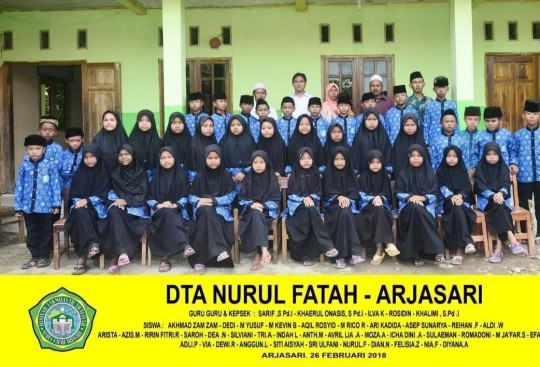 DTA NURUL FATAH - ARJASARI
GURU GURU & KEPSEK : SARIF ,S Pd.I - KHAERUL ONASIS, S Pd.I - ILVA K - ROSIDIN - KHALIMI , S.Pd .I
SISWA : AKHMAD ZAM ZAM - DEDI - M YUSUF - M KEVIN B - AQIL ROSYID - M RICO R - ARI KADIDA - ASEP SUNARYA - REIHAN .F - ALDI .W
ARISTA - AZIS.M - RIRIN FITRI.R - SAROH - DEA .N - SILVIANI - TRI.A - INDAH L - ANTH.M - AVRIL LIA .A - MOZA.A - ICHA DINI .A - SULAEMAN - ROMADONI - M JA'FAR.S - EFA
ADLI.P - VIA - DEWI.R - ANGGUN.L - SITI AISYAH - SRI ULFANI - NURUL.F - DIAN.N - FELISIA.Z - NIA.F - DIYANA.A
ARJASARI. 26 FEBRUARI 2018